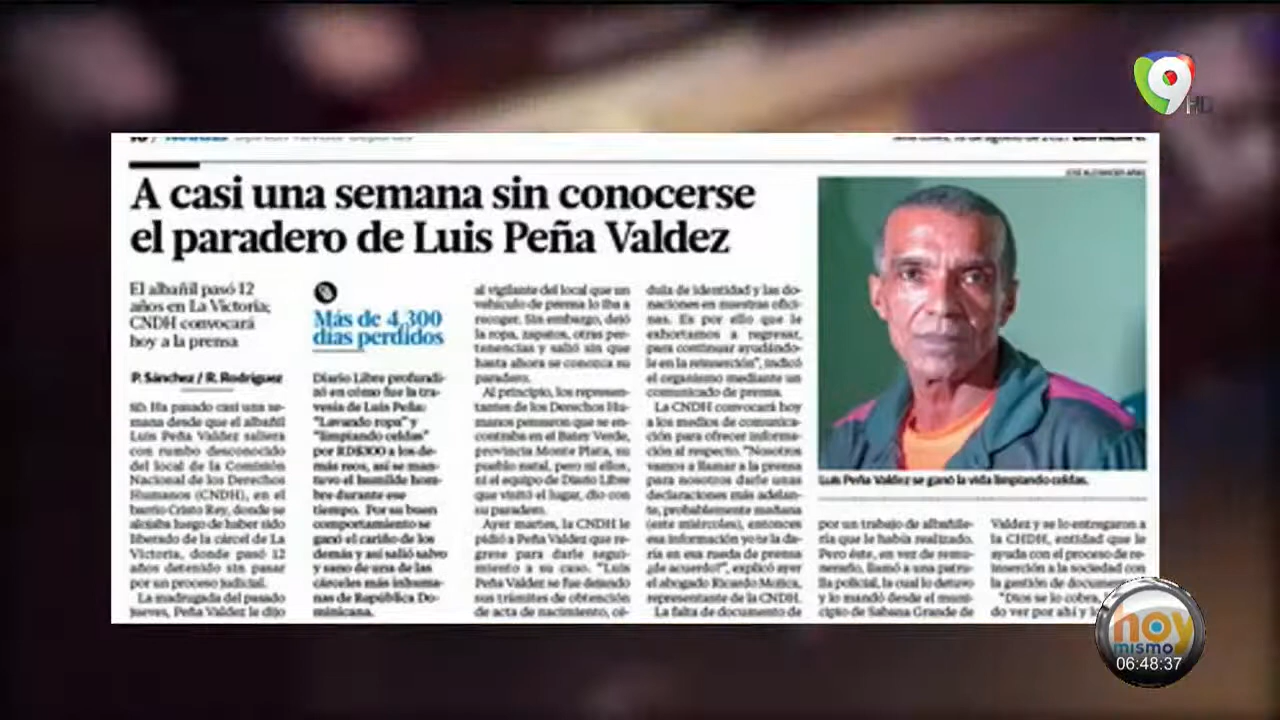 9
HD
A casi una semana sin conocerse
el paradero de Luis Peña Valdez
El albañil pasó 12
años en La Victoria;
CNDH convocará
hoy a la prensa
P. Sánchez / R. Rodríguez
SD. Ha pasado casi una se-
mana desde que el albañil
Luis Peña Valdez saliera
con rumbo desconocido
del local de la Comisión
Nacional de los Derechos
Humanos (CNDH), en el
barrio Cristo Rey, donde se
alojaba luego de haber sido
liberado de la cárcel de La
Victoria, donde pasó 12
años detenido sin pasar
por un proceso judicial.
La madrugada del pasado
jueves, Peña Valdez le dijo
Más de 4,300
días perdidos
Diario Libre profundi-
zó en cómo fue la tra-
vesía de Luis Peña:
"Lavando ropa" y
"limpiando celdas"
por RD$300 a los de-
más reos, así se man-
tuvo el humilde hom-
bre durante ese
tiempo. Por su buen
comportamiento se
ganó el cariño de los
demás y así salió salvo
y sano de una de las
cárceles más inhuma-
nas de República Do-
minicana.
al vigilante del local que un
vehículo de prensa lo iba a
recoger. Sin embargo, dejó
la ropa, zapatos, otras per-
tenencias y salió sin que
hasta ahora se conozca su
paradero.
Al principio, los represen-
tantes de los Derechos Hu-
manos pensaron que se en-
contraba en el Batey Verde,
provincia Monte Plata, su
pueblo natal, pero ni ellos,
ni el equipo de Diario Libre
que visitó el lugar, dio con
su paradero.
Ayer martes, la CNDH le
pidió a Peña Valdez que re-
grese para darle segui-
miento a su caso. "Luis
Peña Valdez se fue dejando
sus trámites de obtención
de acta de nacimiento, cé-
dula de identidad y las do-
naciones en nuestras ofici-
nas. Es por ello que le
exhortamos a regresar,
para continuar ayudándo-
le en la reinserción", indicó
el organismo mediante un
comunicado de prensa.
La CNDH convocará hoy
a los medios de comunica-
ción para ofrecer informa-
ción al respecto. "Nosotros
vamos a llamar a la prensa
para nosotros darle unas
declaraciones más adelan-
te, probablemente mañana
(este miércoles), entonces
esa información yo te la da-
ría en esa rueda de prensa
¿de acuerdo?", explicó ayer
el abogado Ricardo
representante de la CNDH.
La falta de documento de
Luis Peña Valdez se ganó la vida limpiando celdas.
por un trabajo de albañile-
ría que le había realizado.
Pero éste, en vez de remu-
nerarlo, llamó a una patru-
lla policial, la cual lo detuvo
y lo mandó desde el muni-
cipio de Sabana Grande de
Valdez y se lo entregaron a
la CNDH, entidad que le
ayuda con el proceso de re-
inserción a la sociedad con
la gestión de
"Dios se lo
do ver por ahí y
hoy
mismo
06:48:37